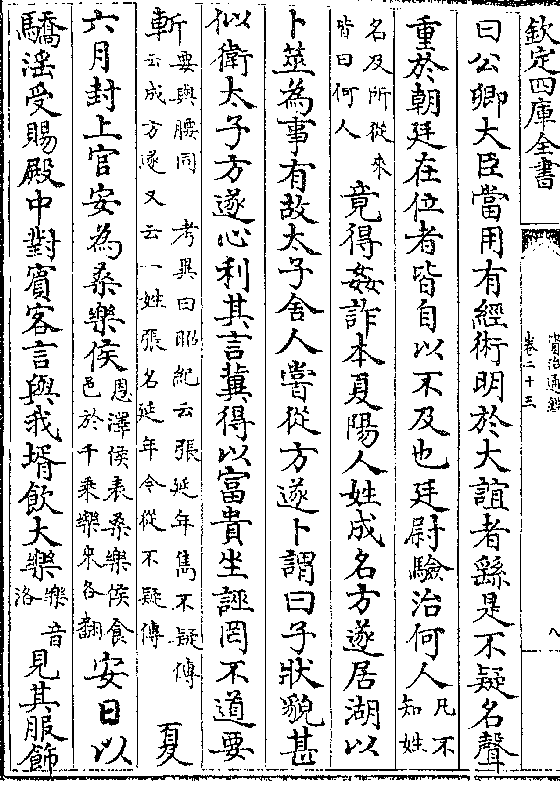 欽定四庫全書
資治通鑑
卷二十三
八
曰公卿大臣當用有經術明於大誼者繇是不疑名聲
重於朝廷在位者皆自以不及也廷尉驗治何人
凡不
知姓
名及所從來
皆曰何人
竟得姦詐本夏陽人姓成名方遂居湖以
卜筮為事有故太子舍人嘗從方遂卜謂曰子狀貌甚
似衛太子方遂心利其言冀得以富貴坐誣罔不道要
斬
要與腰同 考異曰昭紀云張延年雋不疑傳
云成方遂又云一姓張名延年今從不疑傳
夏
六月封上官安為桑樂侯
恩澤侯表桑樂侯食
邑於千乘樂來各翻
安日以
驕淫受賜殿中對賓客言與我壻飲大樂
樂音
洛
見其服飾